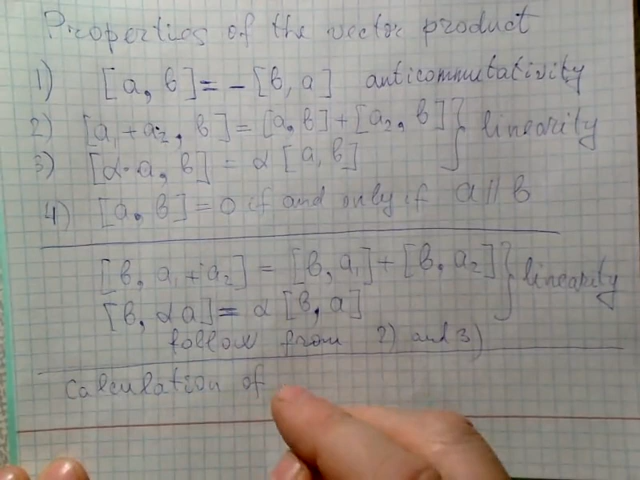 Properties of the vector product
1) [a, b] = -[b, a] anticommutativity
2) [a₁+a₂, b] = [a₁ b] + [a₂, b] } linearity
3) [α·a, b] = α [a, b]
4) [a, b] = 0 if and only if a || b
[b, a₁+a₂] = [b, a₁] + [b, a₂] } linearity
[b, αa] = α [b, a]
follow from 2) and 3)
Calculation of